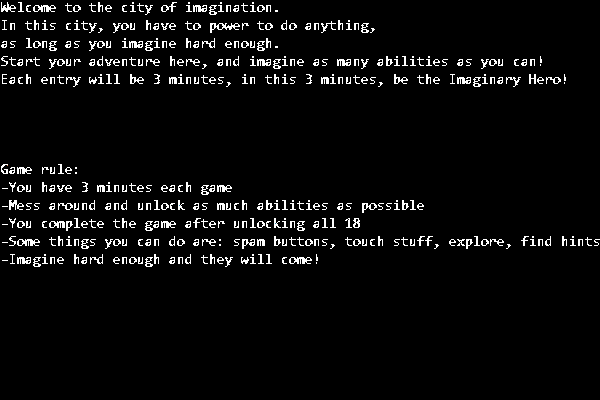 Welcome to the city of imagination.
In this city, you have to power to do anything,
as long as you imagine hard enough.
Start your adventure here, and imagine as many abilities as you can!
Each entry will be 3 minutes, in this 3 minutes, be the Imaginary Hero!
Game rule:
-You have 3 minutes each game
-Mess around and unlock as much abilities as possible
-You complete the game after unlocking all 18
-Some things you can do are: spam buttons, touch stuff, explore, find hints
-Imagine hard enough and they will come!